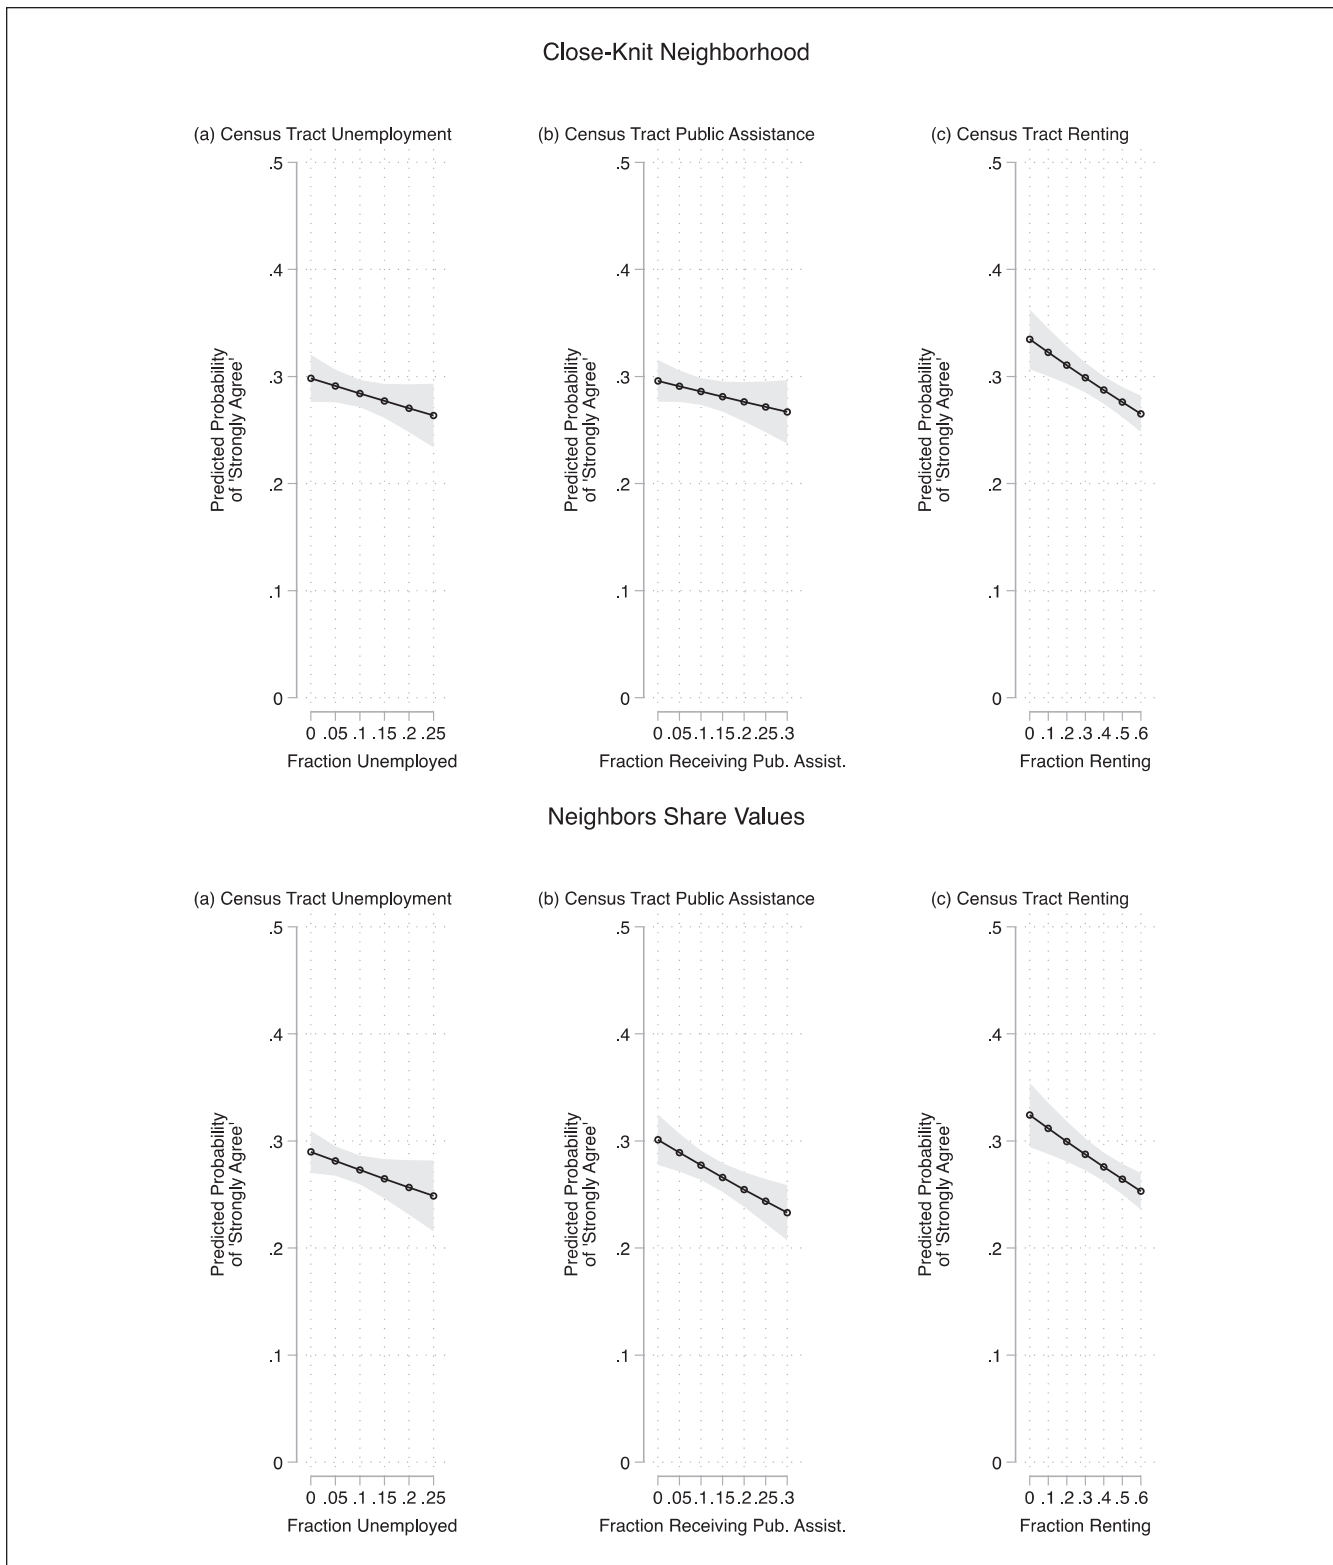 Close-Knit Neighborhood
(a) Census Tract Unemployment
.5
.4
.3
.2
.1
0
Predicted Probability
of 'Strongly Agree'
0 .05 .1 .15 .2 .25
Fraction Unemployed
(b) Census Tract Public Assistance
.5
.4
.3
.2
.1
0
Predicted Probability
of 'Strongly Agree'
0 .05 .1 .15 .2 .25 .3
Fraction Receiving Pub. Assist.
(c) Census Tract Renting
.5
.4
.3
.2
.1
0
Predicted Probability
of 'Strongly Agree'
0 .1 .2 .3 .4 .5 .6
Fraction Renting
Neighbors Share Values
(a) Census Tract Unemployment
.5
.4
.3
.2
.1
0
Predicted Probability
of 'Strongly Agree'
0 .05 .1 .15 .2 .25
Fraction Unemployed
(b) Census Tract Public Assistance
.5
.4
.3
.2
.1
0
Predicted Probability
of 'Strongly Agree'
0 .05 .1 .15 .2 .25 .3
Fraction Receiving Pub. Assist.
(c) Census Tract Renting
.5
.4
.3
.2
.1
0
Predicted Probability
of 'Strongly Agree'
0 .1 .2 .3 .4 .5 .6
Fraction Renting